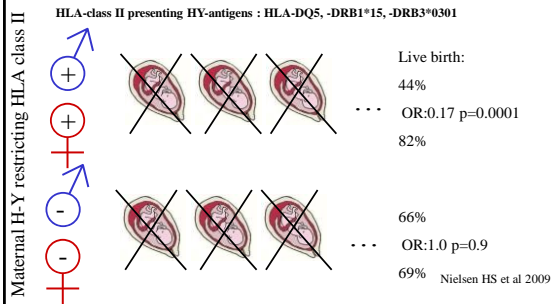 HLA-class II presenting HY-antigens : HLA-DQ5, -DRB1*15, -DRB3*0301
Maternal H-Y restricting HLA class II
+
+
Live birth:
44%
... OR:0.17 p=0.0001
82%
-
-
66%
... OR:1.0 p=0.9
69%
Nielsen HS et al 2009